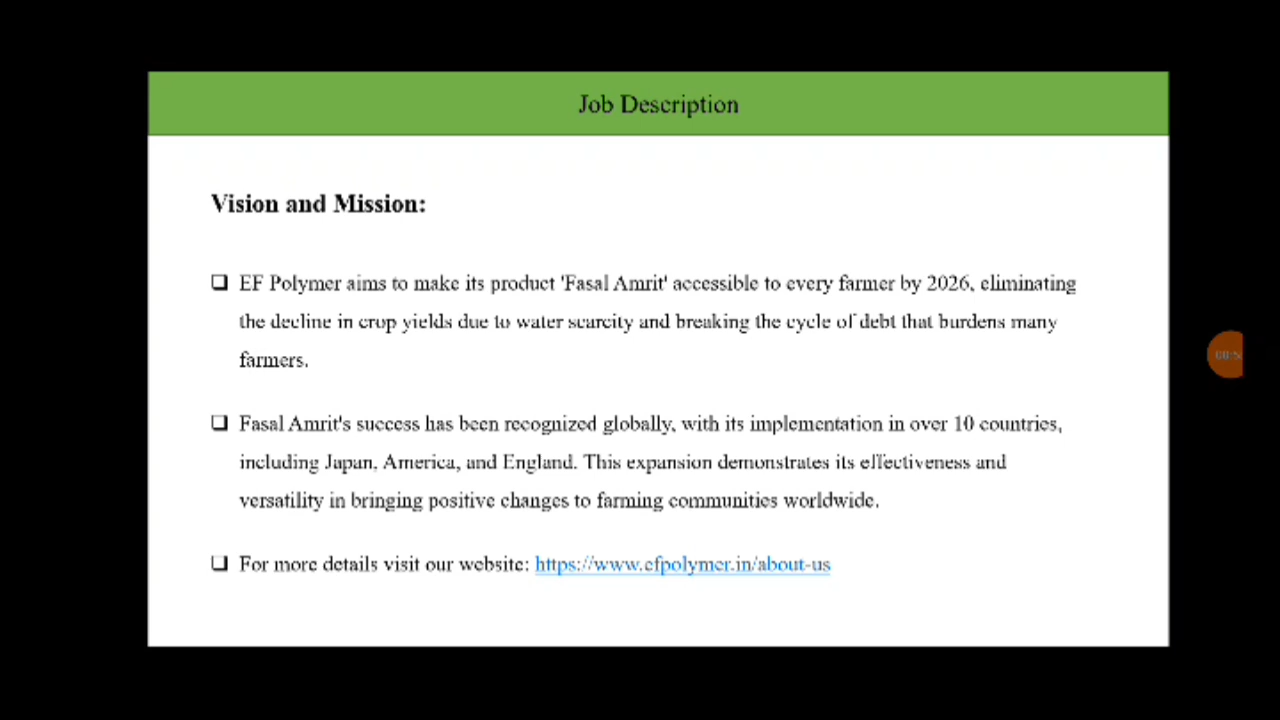 Job Description
Vision and Mission:
❑ EF Polymer aims to make its product 'Fasal Amrit' accessible to every farmer by 2026, eliminating
the decline in crop yields due to water scarcity and breaking the cycle of debt that burdens many
farmers.
❑ Fasal Amrit's success has been recognized globally, with its implementation in over 10 countries,
including Japan, America, and England. This expansion demonstrates its effectiveness and
versatility in bringing positive changes to farming communities worldwide.
❑ For more details visit our website: https://www.efpolymer.in/about-us